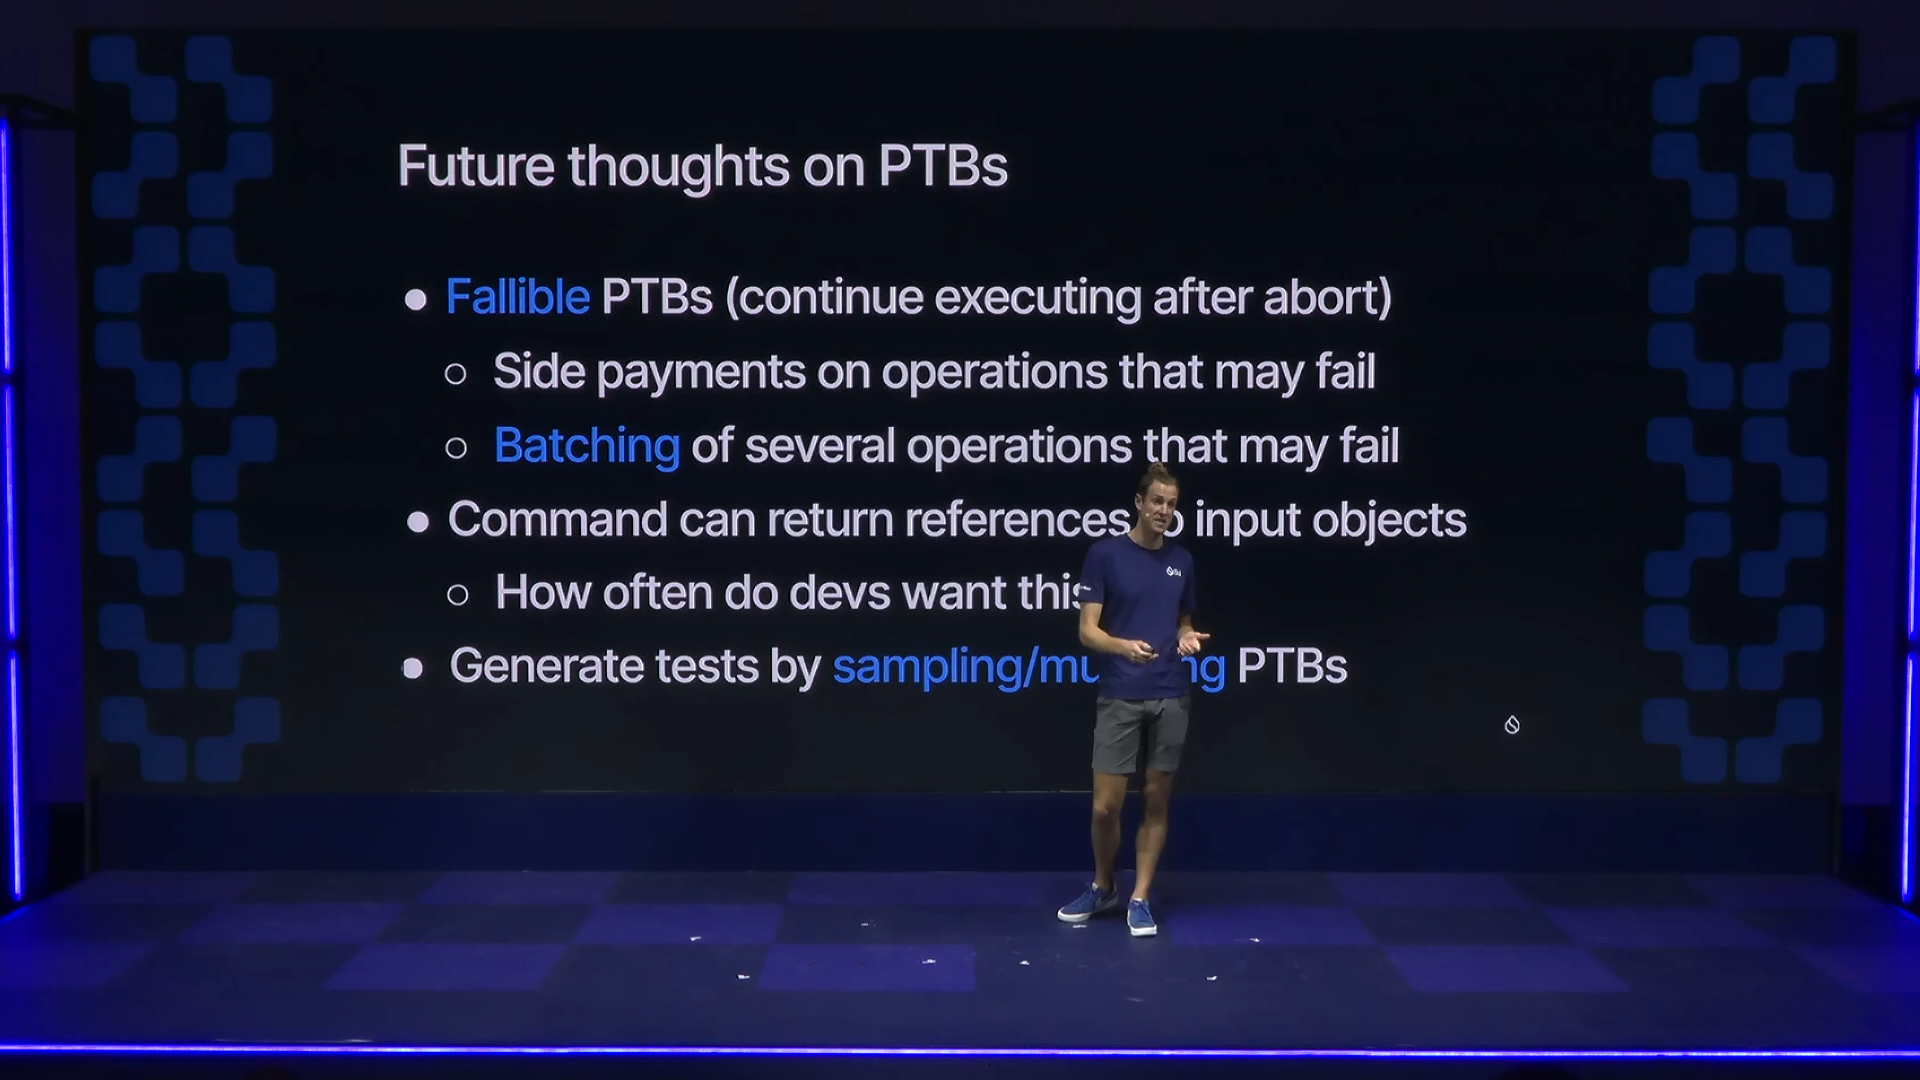 Future thoughts on PTBs
Fallible PTBs (continue executing after abort)
Side payments on operations that may fail
Batching of several operations that may fail
Command can return references input objects
How often do devs want this
Generate tests by PTBs